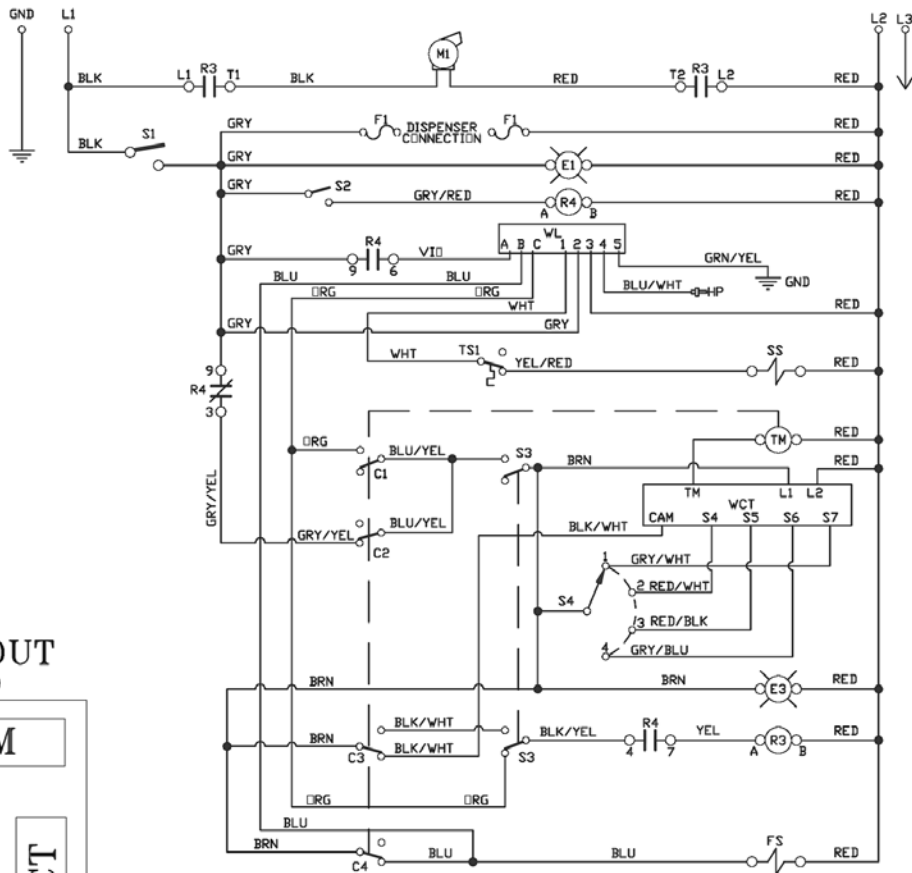 GND L1 L2 L3
M1
BLK L1 R3 T1 BLK RED T2 R3 L2 RED
GRY F1 DISPENSER CONNECTION F1 RED
BLK S1
GRY E1 RED
GRY S2 GRY/RED A R4 B RED
WL
A B C 1 2 3 4 5
GRY R4 VIO GRN/YEL
9 6
GND
BLU BLU BLU/WHT HP
ORG ORG
WHT RED
GRY GRY
WHT TS1 YEL/RED SS RED
9
R4
3
TM RED
ORG BLU/YEL S3 BRN RED
C1
TM L1 L2
WCT
CAM S4 S5 S6 S7
GRY/YEL
BLU/YEL BLK/WHT
GRY/YEL C2
1 GRY/WHT
2 RED/WHT
S4
3 RED/BLK
4 GRY/BLU
OUT
BRN BRN E3 RED
M
BLK/WHT BLK/YEL R4 YEL RED
BRN BLK/WHT
C3 S3 4 7 A R3 B
ORG ORG
BLU
BRN FS
C4 BLU BLU RED